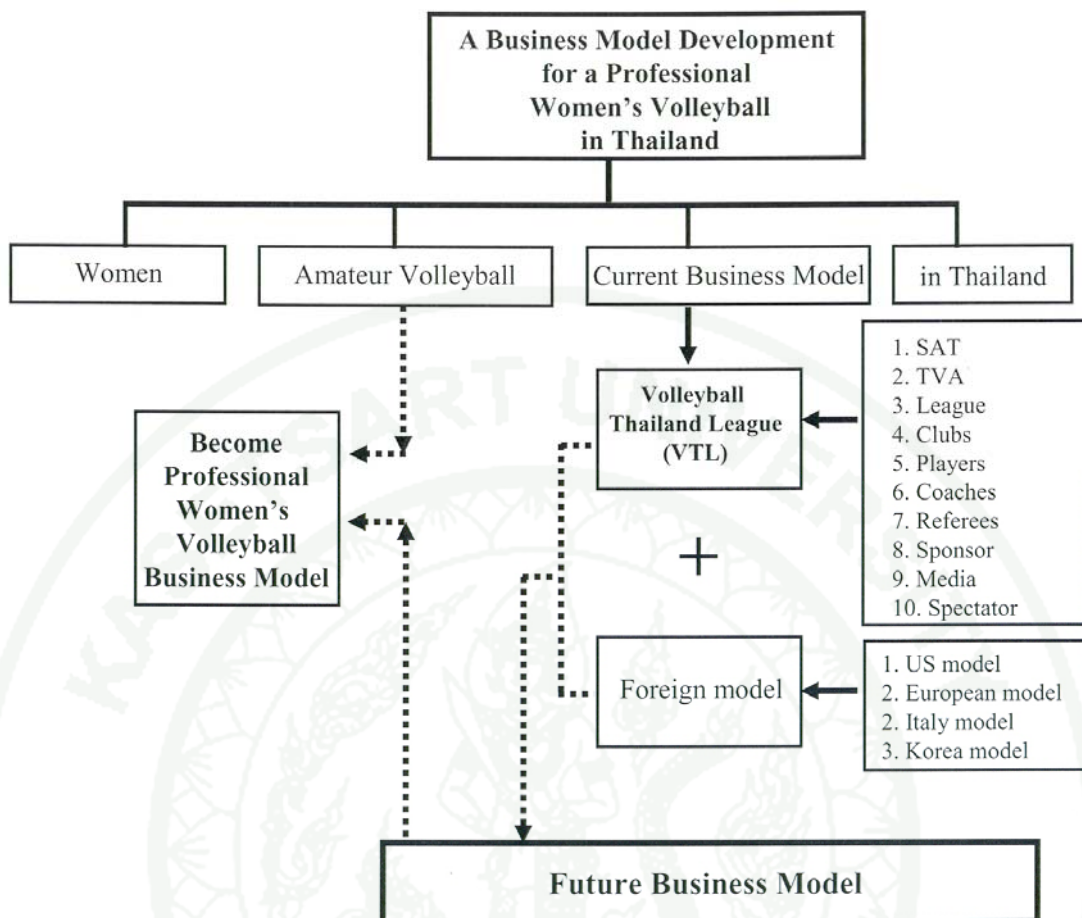 A Business Model Development
for a Professional
Women's Volleyball
in Thailand
Women
Amateur Volleyball
Current Business Model
in Thailand
Volleyball
Thailand League
(VTL)
1. SAT
2. TVA
3. League
4. Clubs
5. Players
6. Coaches
7. Referees
8. Sponsor
9. Media
10. Spectator
Become
Professional
Women's
Volleyball
Business Model
+
Foreign model
1. US model
2. European model
2. Italy model
3. Korea model
Future Business Model
KASETSART UNIVERSITY